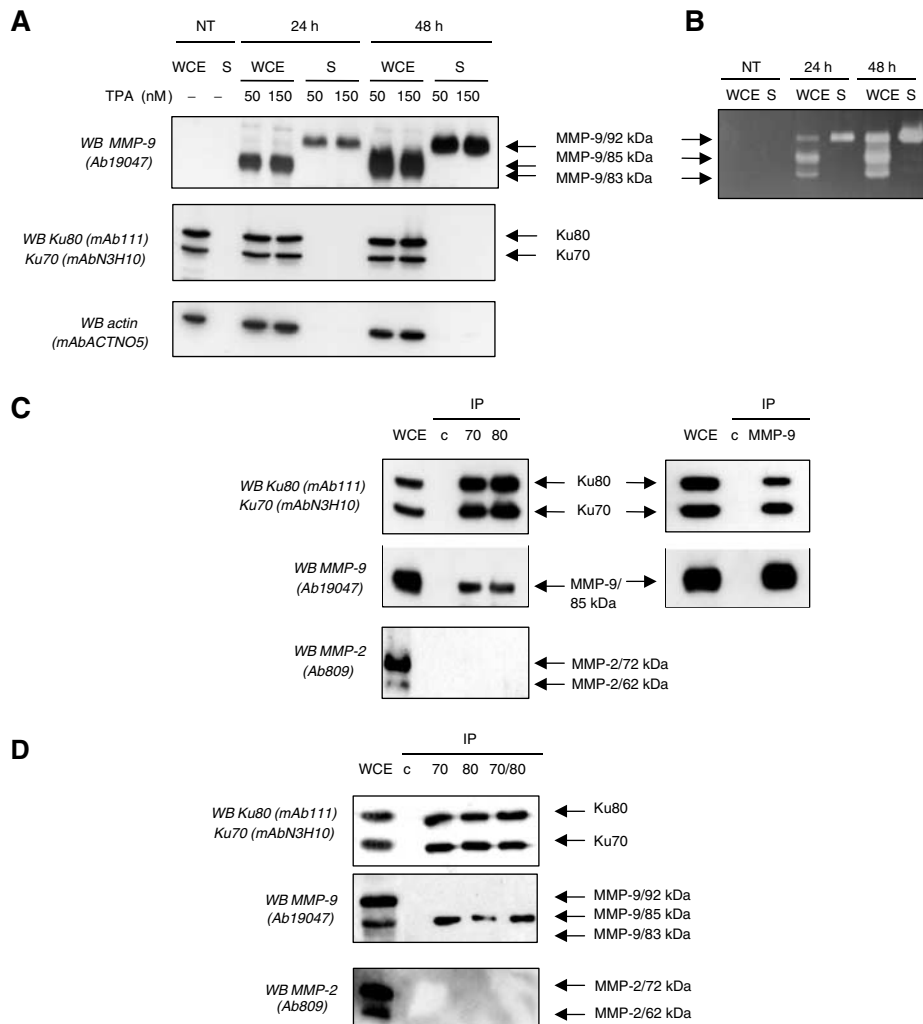 A
NT 24 h 48 h
WCE S WCE S WCE S
TPA (nM) – – 50 150 50 150 50 150 50 150
WB MMP-9
(Ab19047)
MMP-9/92 kDa
MMP-9/85 kDa
MMP-9/83 kDa
WB Ku80 (mAb111)
Ku70 (mAbN3H10)
Ku80
Ku70
WB actin
(mAbACTNO5)
B
NT 24 h 48 h
WCE S WCE S WCE S
C
IP
WCE c 70 80
IP
WCE c MMP-9
WB Ku80 (mAb111)
Ku70 (mAbN3H10)
Ku80
Ku70
WB MMP-9
(Ab19047)
MMP-9/
85 kDa
WB MMP-2
(Ab809)
MMP-2/72 kDa
MMP-2/62 kDa
D
IP
WCE c 70 80 70/80
WB Ku80 (mAb111)
Ku70 (mAbN3H10)
Ku80
Ku70
WB MMP-9
(Ab19047)
MMP-9/92 kDa
MMP-9/85 kDa
MMP-9/83 kDa
WB MMP-2
(Ab809)
MMP-2/72 kDa
MMP-2/62 kDa